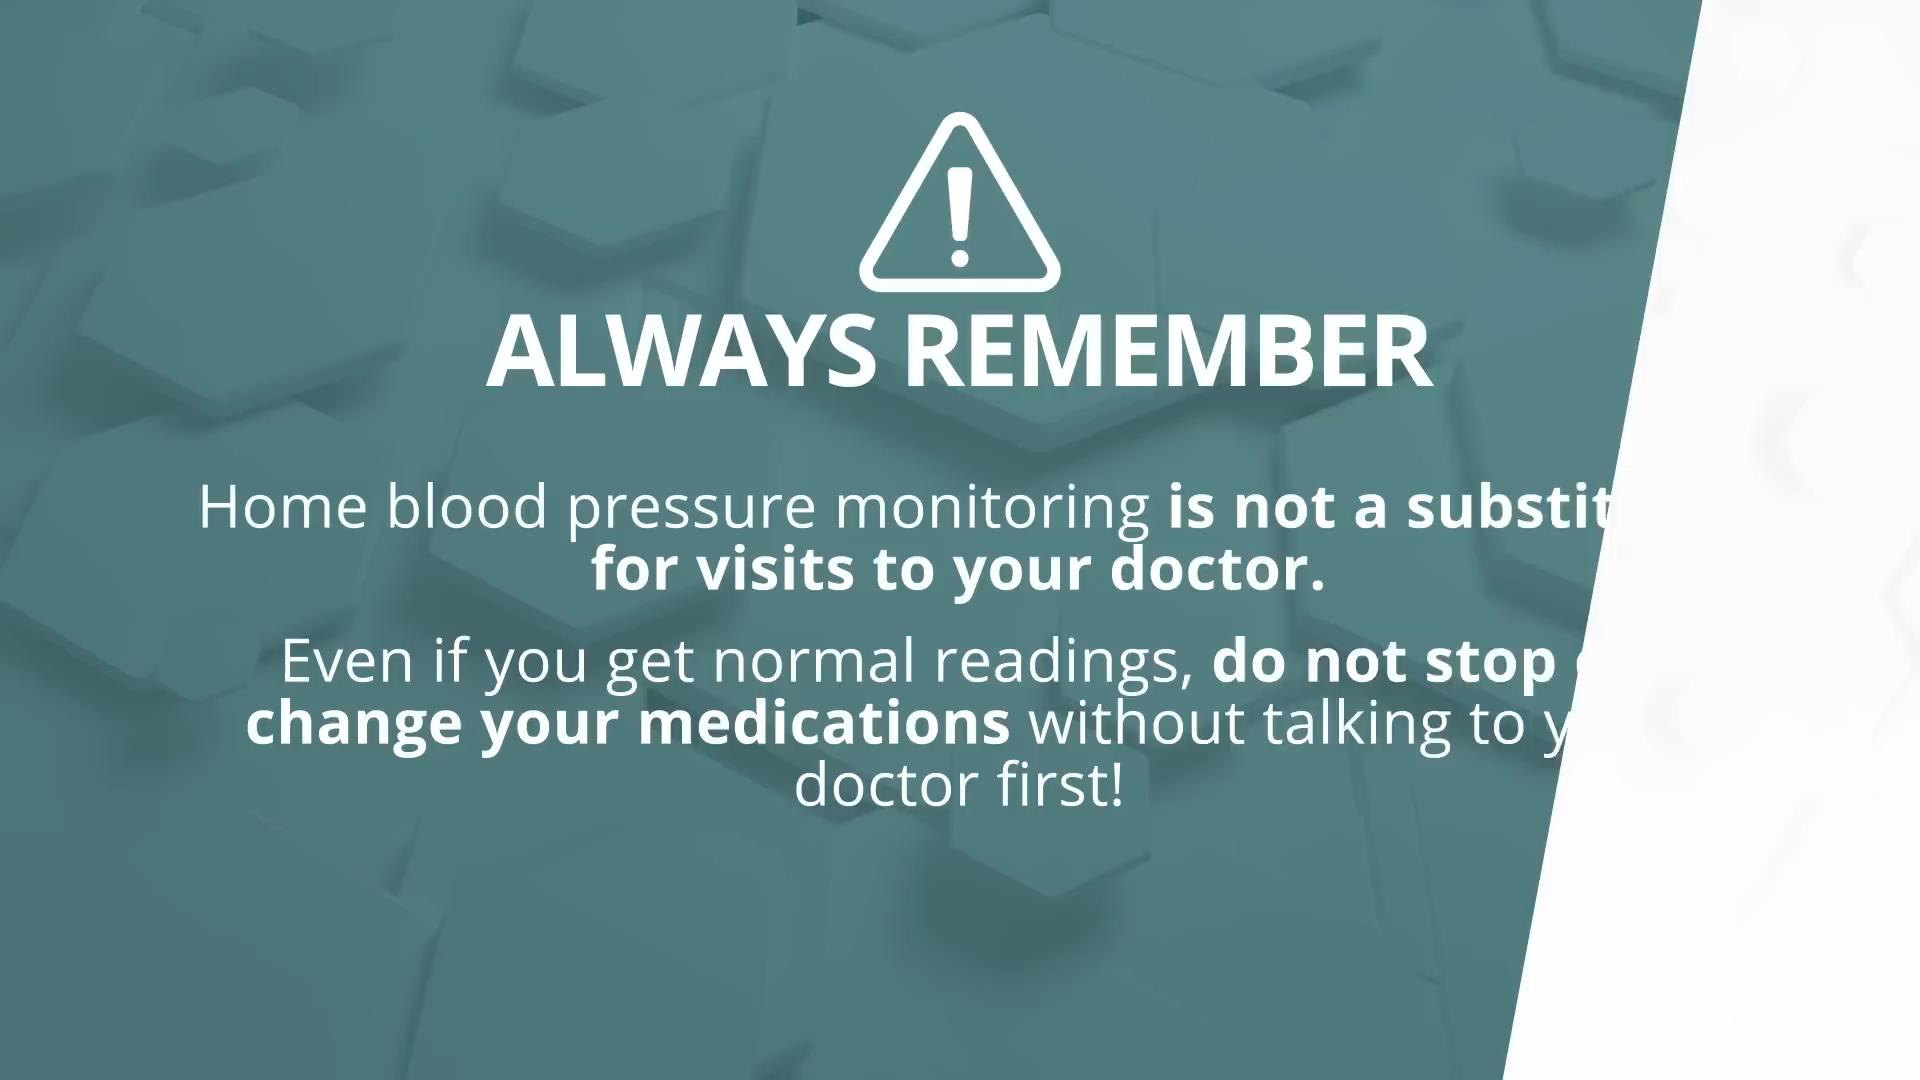 ALWAYS REMEMBER
Home blood pressure monitoring is not a
for visits to your doctor.
Even if you get normal readings, do not stop
change your medications without talking to
doctor first!